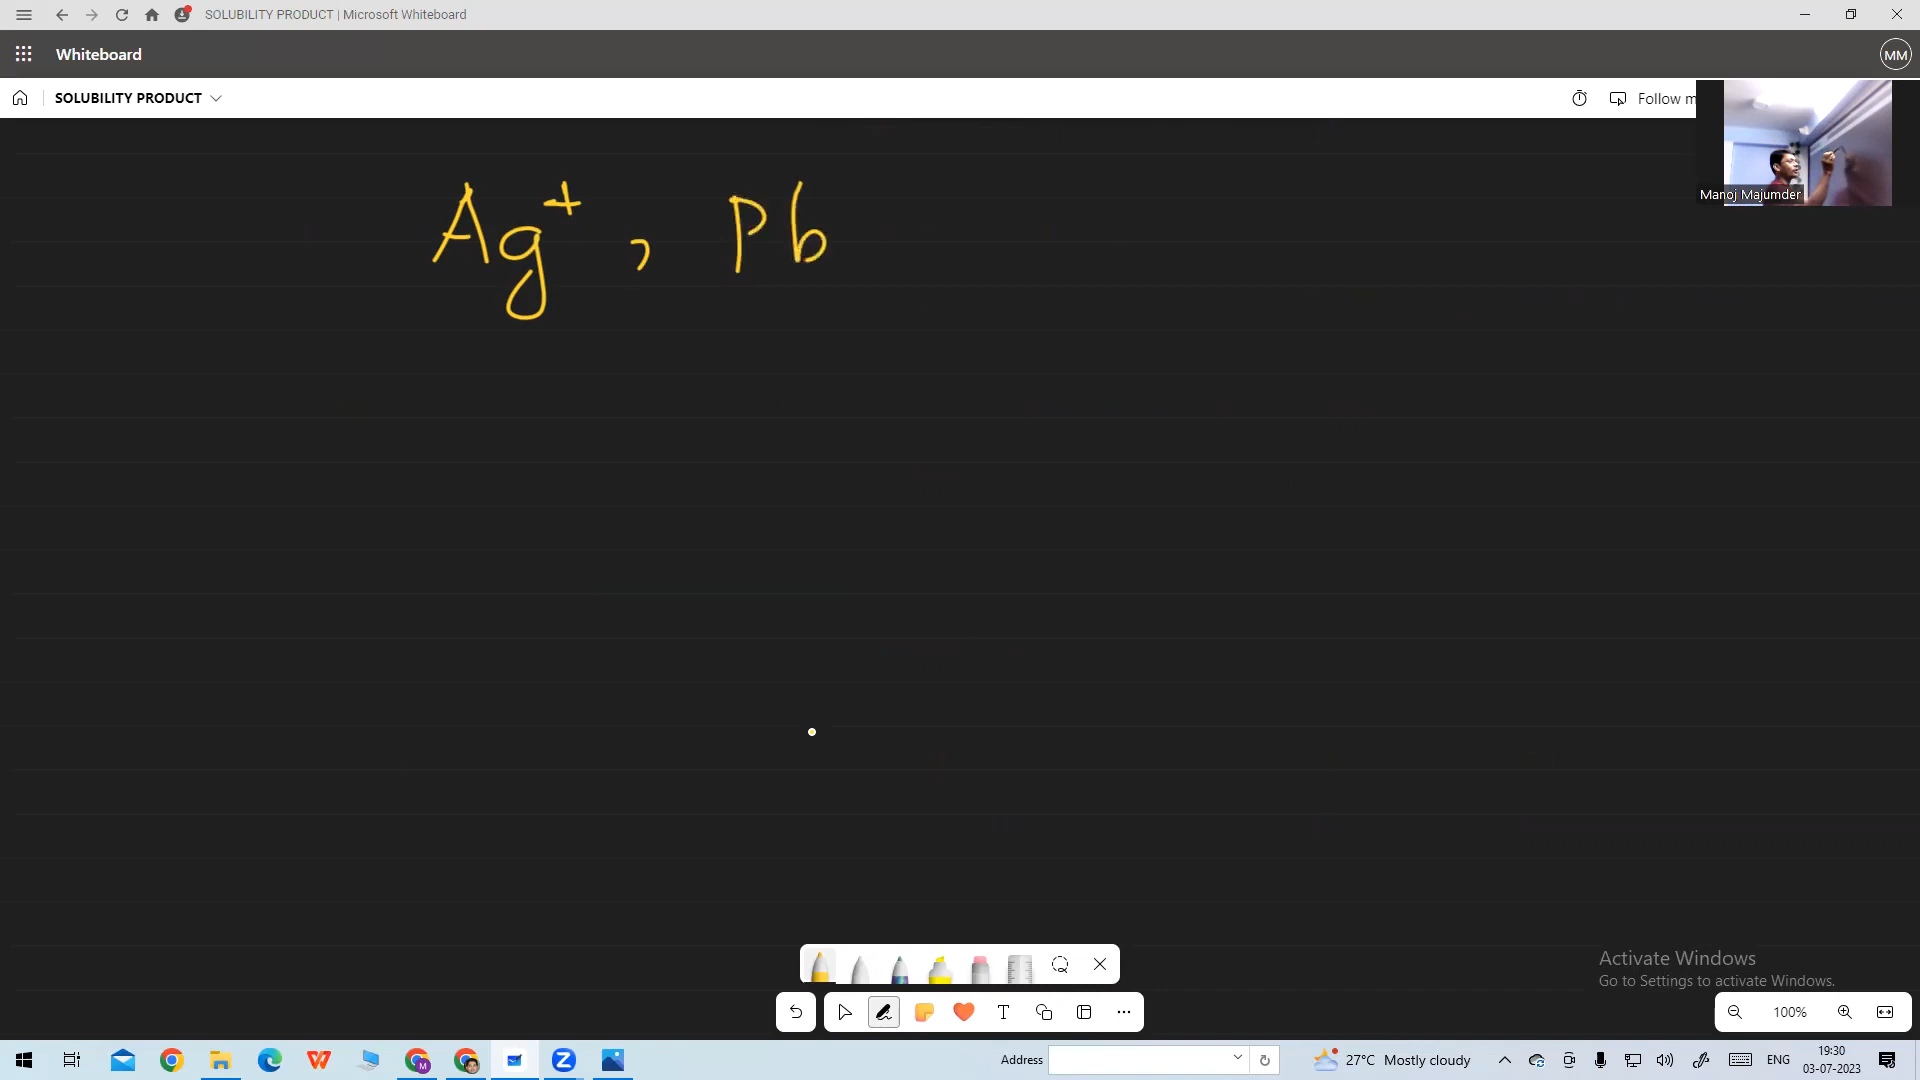 SOLUBILITY PRODUCT | Microsoft Whiteboard
Whiteboard
MM
SOLUBILITY PRODUCT
Follow m
Manoj Majumder
Ag⁺ , Pb
Activate Windows
Go to Settings to activate Windows.
T
100%
Address
27°C Mostly cloudy
ENG
19:30
03-07-2023